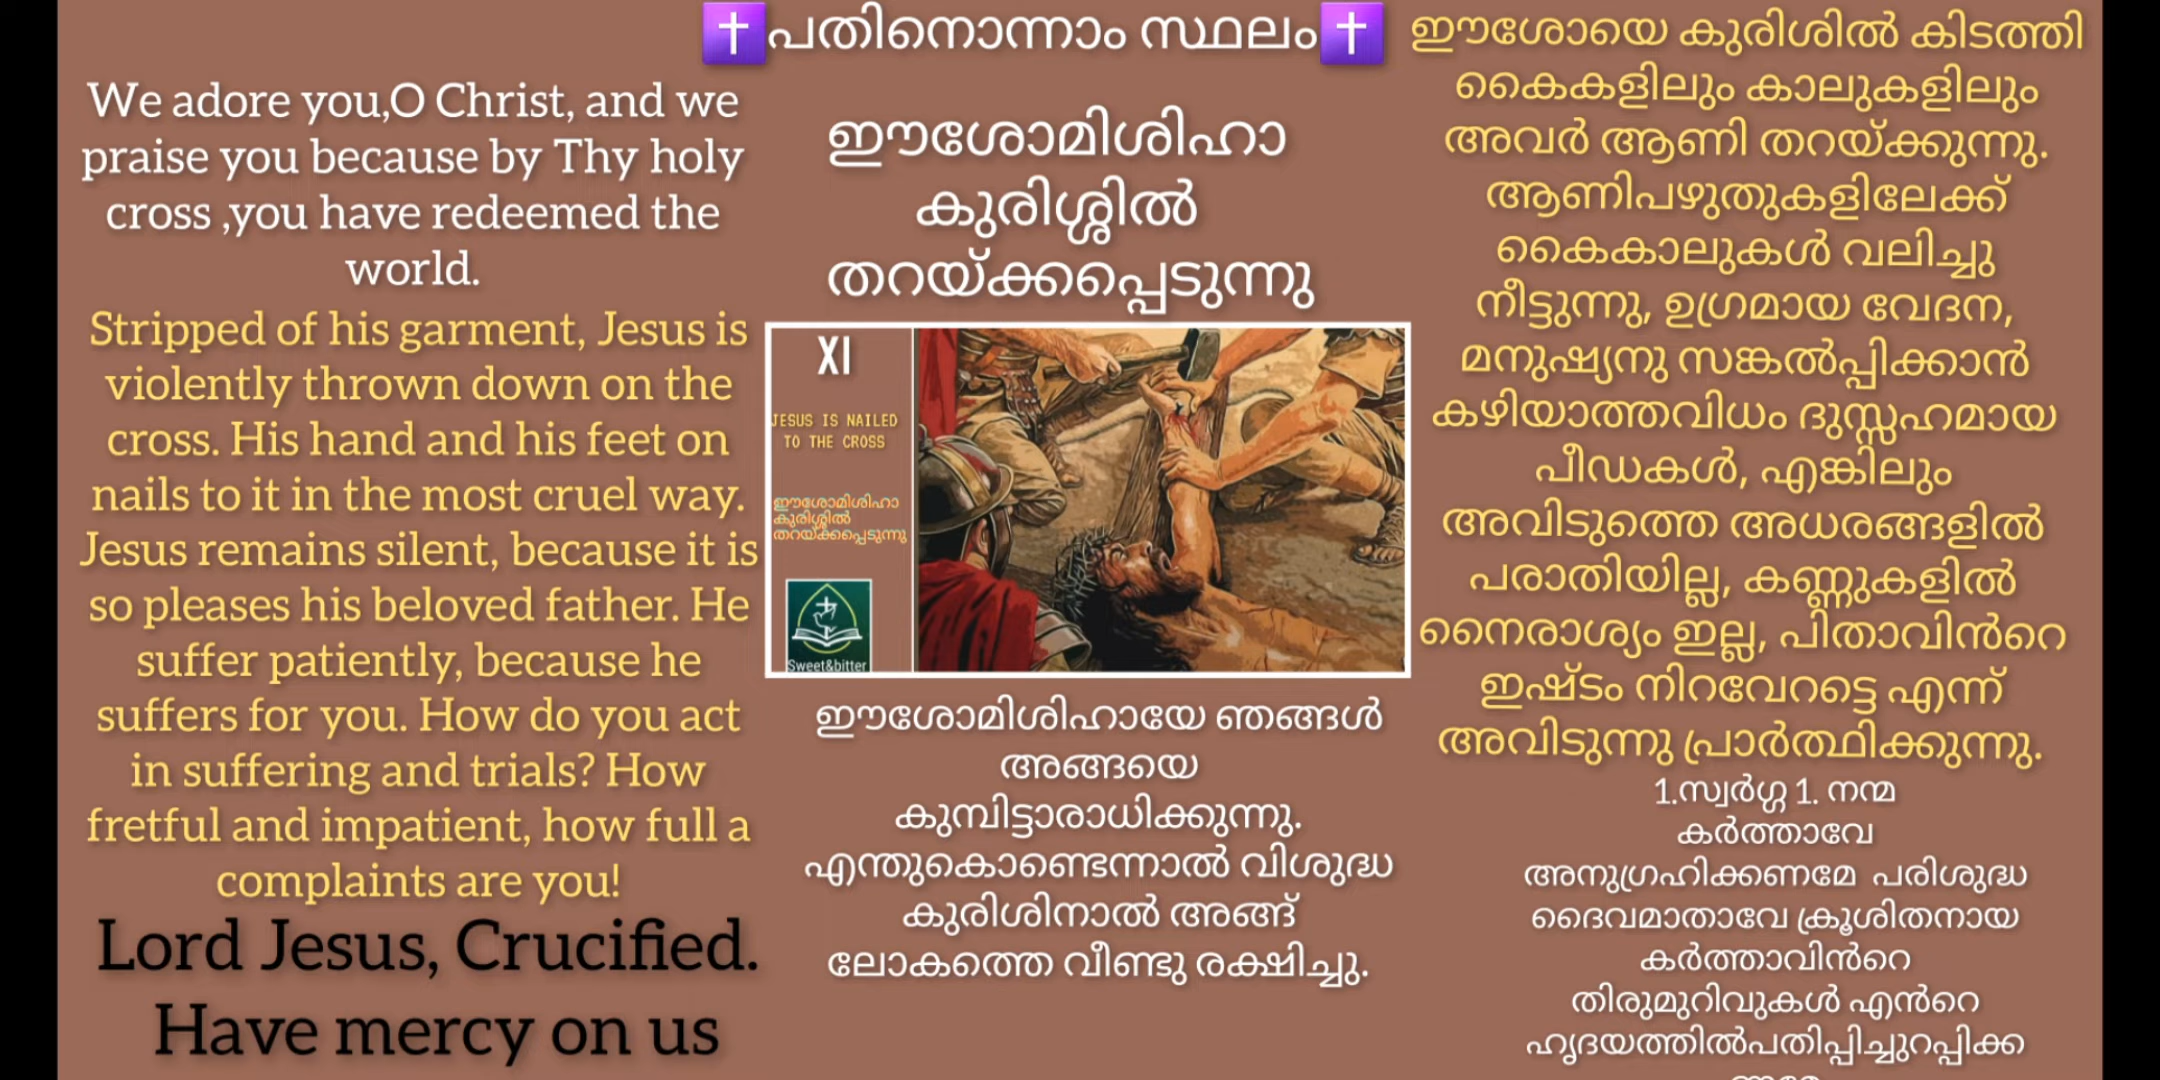 ✝️പതിനൊന്നാം സ്ഥലം✝️
We adore you,O Christ, and we
praise you because by Thy holy
cross ,you have redeemed the
world.
Stripped of his garment, Jesus is
violently thrown down on the
cross. His hand and his feet on
nails to it in the most cruel way.
Jesus remains silent, because it is
so pleases his beloved father. He
suffer patiently, because he
suffers for you. How do you act
in suffering and trials? How
fretful and impatient, how full a
complaints are you!
Lord Jesus, Crucified.
Have mercy on us
ഈശോമിശിഹാ
കുരിശ്ശിൽ
തറയ്ക്കപ്പെടുന്നു
XI
JESUS IS NAILED
TO THE CROSS
ഈശോമിശിഹാ
കുരിശ്ശിൽ
തറയ്ക്കപ്പെടുന്നു
Sweet&bitter
ഈശോമിശിഹായേ ഞങ്ങൾ
അങ്ങയെ
കുമ്പിട്ടാരാധിക്കുന്നു.
എന്തുകൊണ്ടെന്നാൽ വിശുദ്ധ
കുരിശിനാൽ അങ്ങ്
ലോകത്തെ വീണ്ടു രക്ഷിച്ചു.
ഈശോയെ കുരിശിൽ കിടത്തി
കൈകളിലും കാലുകളിലും
അവർ ആണി തറയ്ക്കുന്നു.
ആണിപഴുതുകളിലേക്ക്
കൈകാലുകൾ വലിച്ചു
നീട്ടുന്നു, ഉഗ്രമായ വേദന,
മനുഷ്യനു സങ്കൽപ്പിക്കാൻ
കഴിയാത്തവിധം ദുസ്സഹമായ
പീഡകൾ, എങ്കിലും
അവിടുത്തെ അധരങ്ങളിൽ
പരാതിയില്ല, കണ്ണുകളിൽ
നൈരാശ്യം ഇല്ല, പിതാവിൻറെ
ഇഷ്ടം നിറവേറട്ടെ എന്ന്
അവിടുന്നു പ്രാർത്ഥിക്കുന്നു.
1.സ്വർഗ്ഗ 1. നന്മ
കർത്താവേ
അനുഗ്രഹിക്കണമേ പരിശുദ്ധ
ദൈവമാതാവേ ക്രൂശിതനായ
കർത്താവിൻറെ
തിരുമുറിവുകൾ എൻറെ
ഹൃദയത്തിൽപതിപ്പിച്ചുറപ്പിക്ക